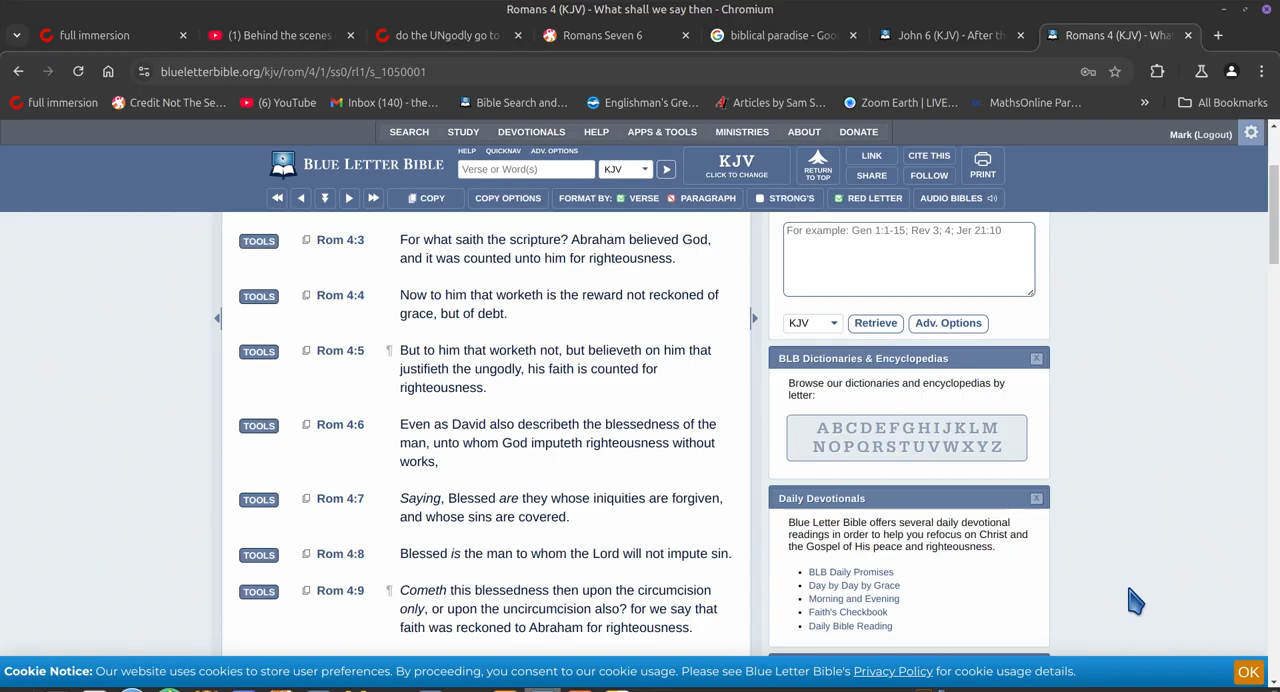 Romans 4 (KJV) - What shall we say then - Chromium
full immersion
(1) Behind the scenes
do the UNgodly go to
Romans Seven 6
biblical paradise - Goo
John 6 (KJV) - After th
Romans 4 (KJV) - Wha
blueletterbible.org/kjv/rom/4/1/ss0/rl1/s_1050001
full immersion
Credit Not The Se...
(6) YouTube
Inbox (140) - the...
Bible Search and...
Englishman's Gre...
Articles by Sam S...
Zoom Earth | LIVE...
MathsOnline Par...
All Bookmarks
SEARCH STUDY DEVOTIONALS HELP APPS & TOOLS MINISTRIES ABOUT DONATE
Mark (Logout)
BLUE LETTER BIBLE
HELP QUICKNAV ADV. OPTIONS
Verse or Word(s)
KJV
KJV
CLICK TO CHANGE
RETURN
TO TOP
LINK
CITE THIS
SHARE
FOLLOW
PRINT
COPY
COPY OPTIONS
FORMAT BY: VERSE PARAGRAPH
STRONG'S
RED LETTER
AUDIO BIBLES
TOOLS Rom 4:3 For what saith the scripture? Abraham believed God,
and it was counted unto him for righteousness.
TOOLS Rom 4:4 Now to him that worketh is the reward not reckoned of
grace, but of debt.
TOOLS Rom 4:5 ¶ But to him that worketh not, but believeth on him that
justifieth the ungodly, his faith is counted for
righteousness.
TOOLS Rom 4:6 Even as David also describeth the blessedness of the
man, unto whom God imputeth righteousness without
works,
TOOLS Rom 4:7 Saying, Blessed are they whose iniquities are forgiven,
and whose sins are covered.
TOOLS Rom 4:8 Blessed is the man to whom the Lord will not impute sin.
TOOLS Rom 4:9 ¶ Cometh this blessedness then upon the circumcision
only, or upon the uncircumcision also? for we say that
faith was reckoned to Abraham for righteousness.
For example: Gen 1:1-15; Rev 3; 4; Jer 21:10
KJV
Retrieve
Adv. Options
BLB Dictionaries & Encyclopedias
X
Browse our dictionaries and encyclopedias by
letter:
A B C D E F G H I J K L M
N O P Q R S T U V W X Y Z
Daily Devotionals
X
Blue Letter Bible offers several daily devotional
readings in order to help you refocus on Christ and
the Gospel of His peace and righteousness.
• BLB Daily Promises
• Day by Day by Grace
• Morning and Evening
• Faith's Checkbook
• Daily Bible Reading
Cookie Notice: Our website uses cookies to store user preferences. By proceeding, you consent to our cookie usage. Please see Blue Letter Bible's Privacy Policy for cookie usage details.
OK